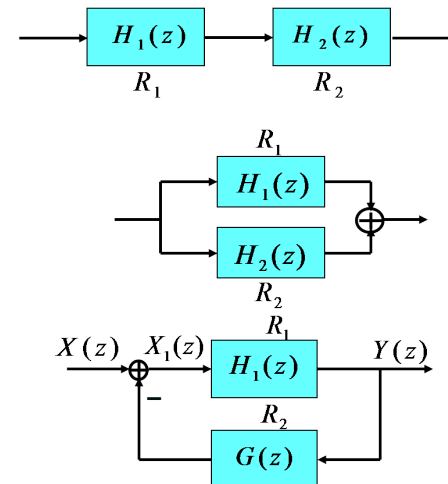 H₁(z) H₂(z)
R₁ R₂
R₁
H₁(z)
H₂(z)
R₂
R₁
X(z) X₁(z) H₁(z) Y(z)
−
R₂
G(z)